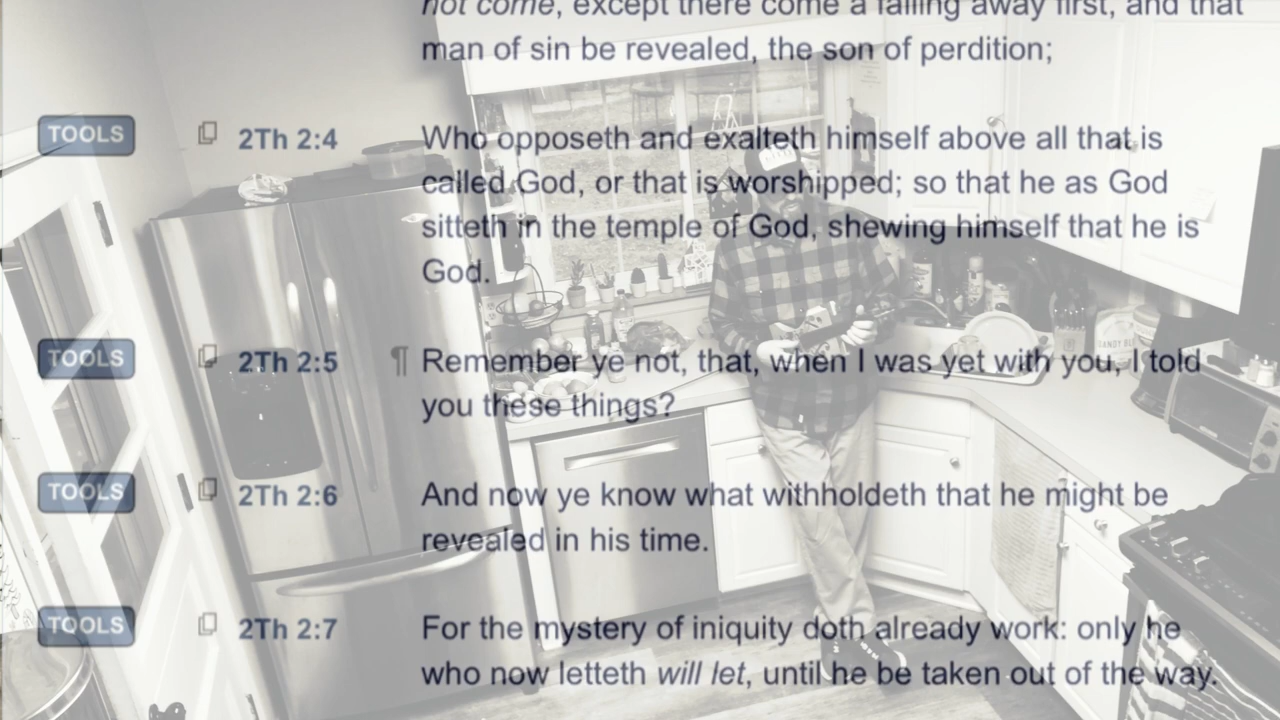 not come, except there come a falling away first, and that
man of sin be revealed, the son of perdition;
TOOLS 2Th 2:4 Who opposeth and exalteth himself above all that is
called God, or that is worshipped; so that he as God
sitteth in the temple of God, shewing himself that he is
God.
TOOLS 2Th 2:5 ¶ Remember ye not, that, when I was yet with you, I told
you these things?
TOOLS 2Th 2:6 And now ye know what withholdeth that he might be
revealed in his time.
TOOLS 2Th 2:7 For the mystery of iniquity doth already work: only he
who now letteth will let, until he be taken out of the way.